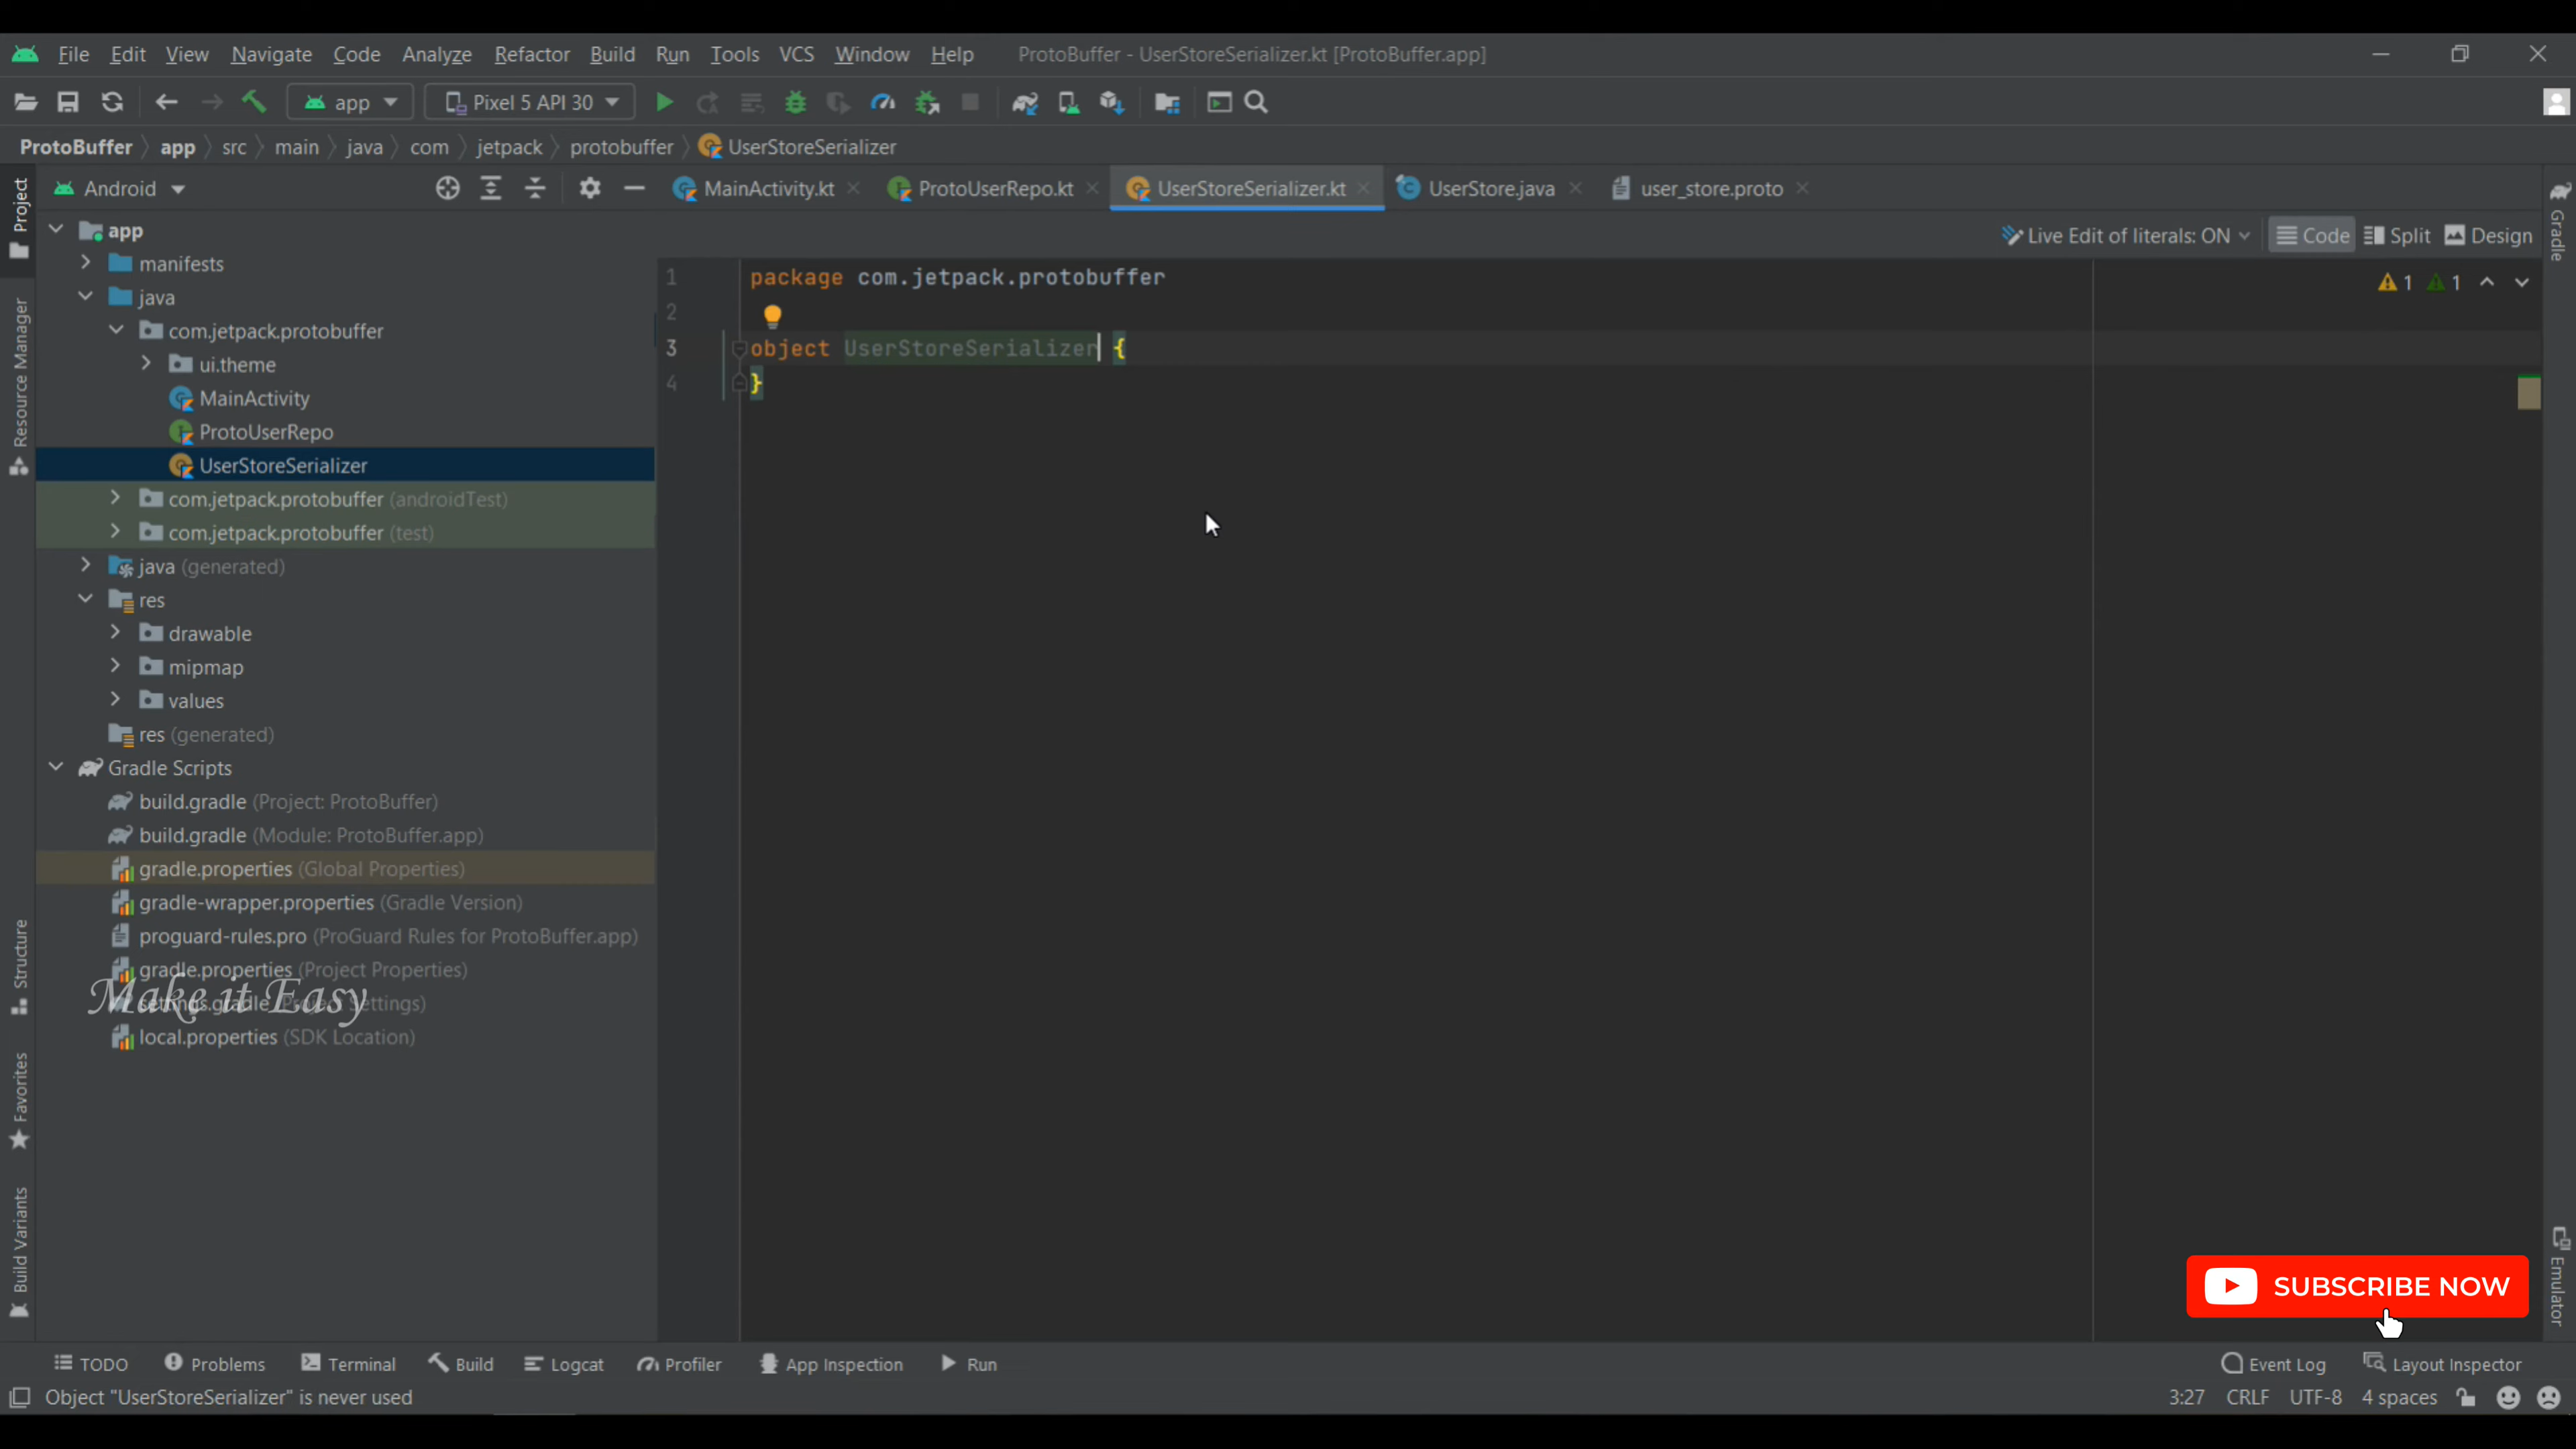 File Edit View Navigate Code Analyze Refactor Build Run Tools VCS Window Help ProtoBuffer - UserStoreSerializer.kt [ProtoBuffer.app]
app Pixel 5 API 30
ProtoBuffer app src main java com jetpack protobuffer UserStoreSerializer
Android MainActivity.kt ProtoUserRepo.kt UserStoreSerializer.kt UserStore.java user_store.proto
Live Edit of literals: ON Code Split Design
Project
Resource Manager
Structure
Favorites
Build Variants
app
manifests
java
com.jetpack.protobuffer
ui.theme
MainActivity
ProtoUserRepo
UserStoreSerializer
com.jetpack.protobuffer (androidTest)
com.jetpack.protobuffer (test)
java (generated)
res
drawable
mipmap
values
res (generated)
Gradle Scripts
build.gradle (Project: ProtoBuffer)
build.gradle (Module: ProtoBuffer.app)
gradle.properties (Global Properties)
gradle-wrapper.properties (Gradle Version)
proguard-rules.pro (ProGuard Rules for ProtoBuffer.app)
gradle.properties (Project Properties)
settings.gradle (Project Settings)
Make it Easy
local.properties (SDK Location)
1 package com.jetpack.protobuffer
2
3 object UserStoreSerializer {
4 }
1 1
Gradle
Emulator
SUBSCRIBE NOW
TODO Problems Terminal Build Logcat Profiler App Inspection Run Event Log Layout Inspector
Object "UserStoreSerializer" is never used 3:27 CRLF UTF-8 4 spaces